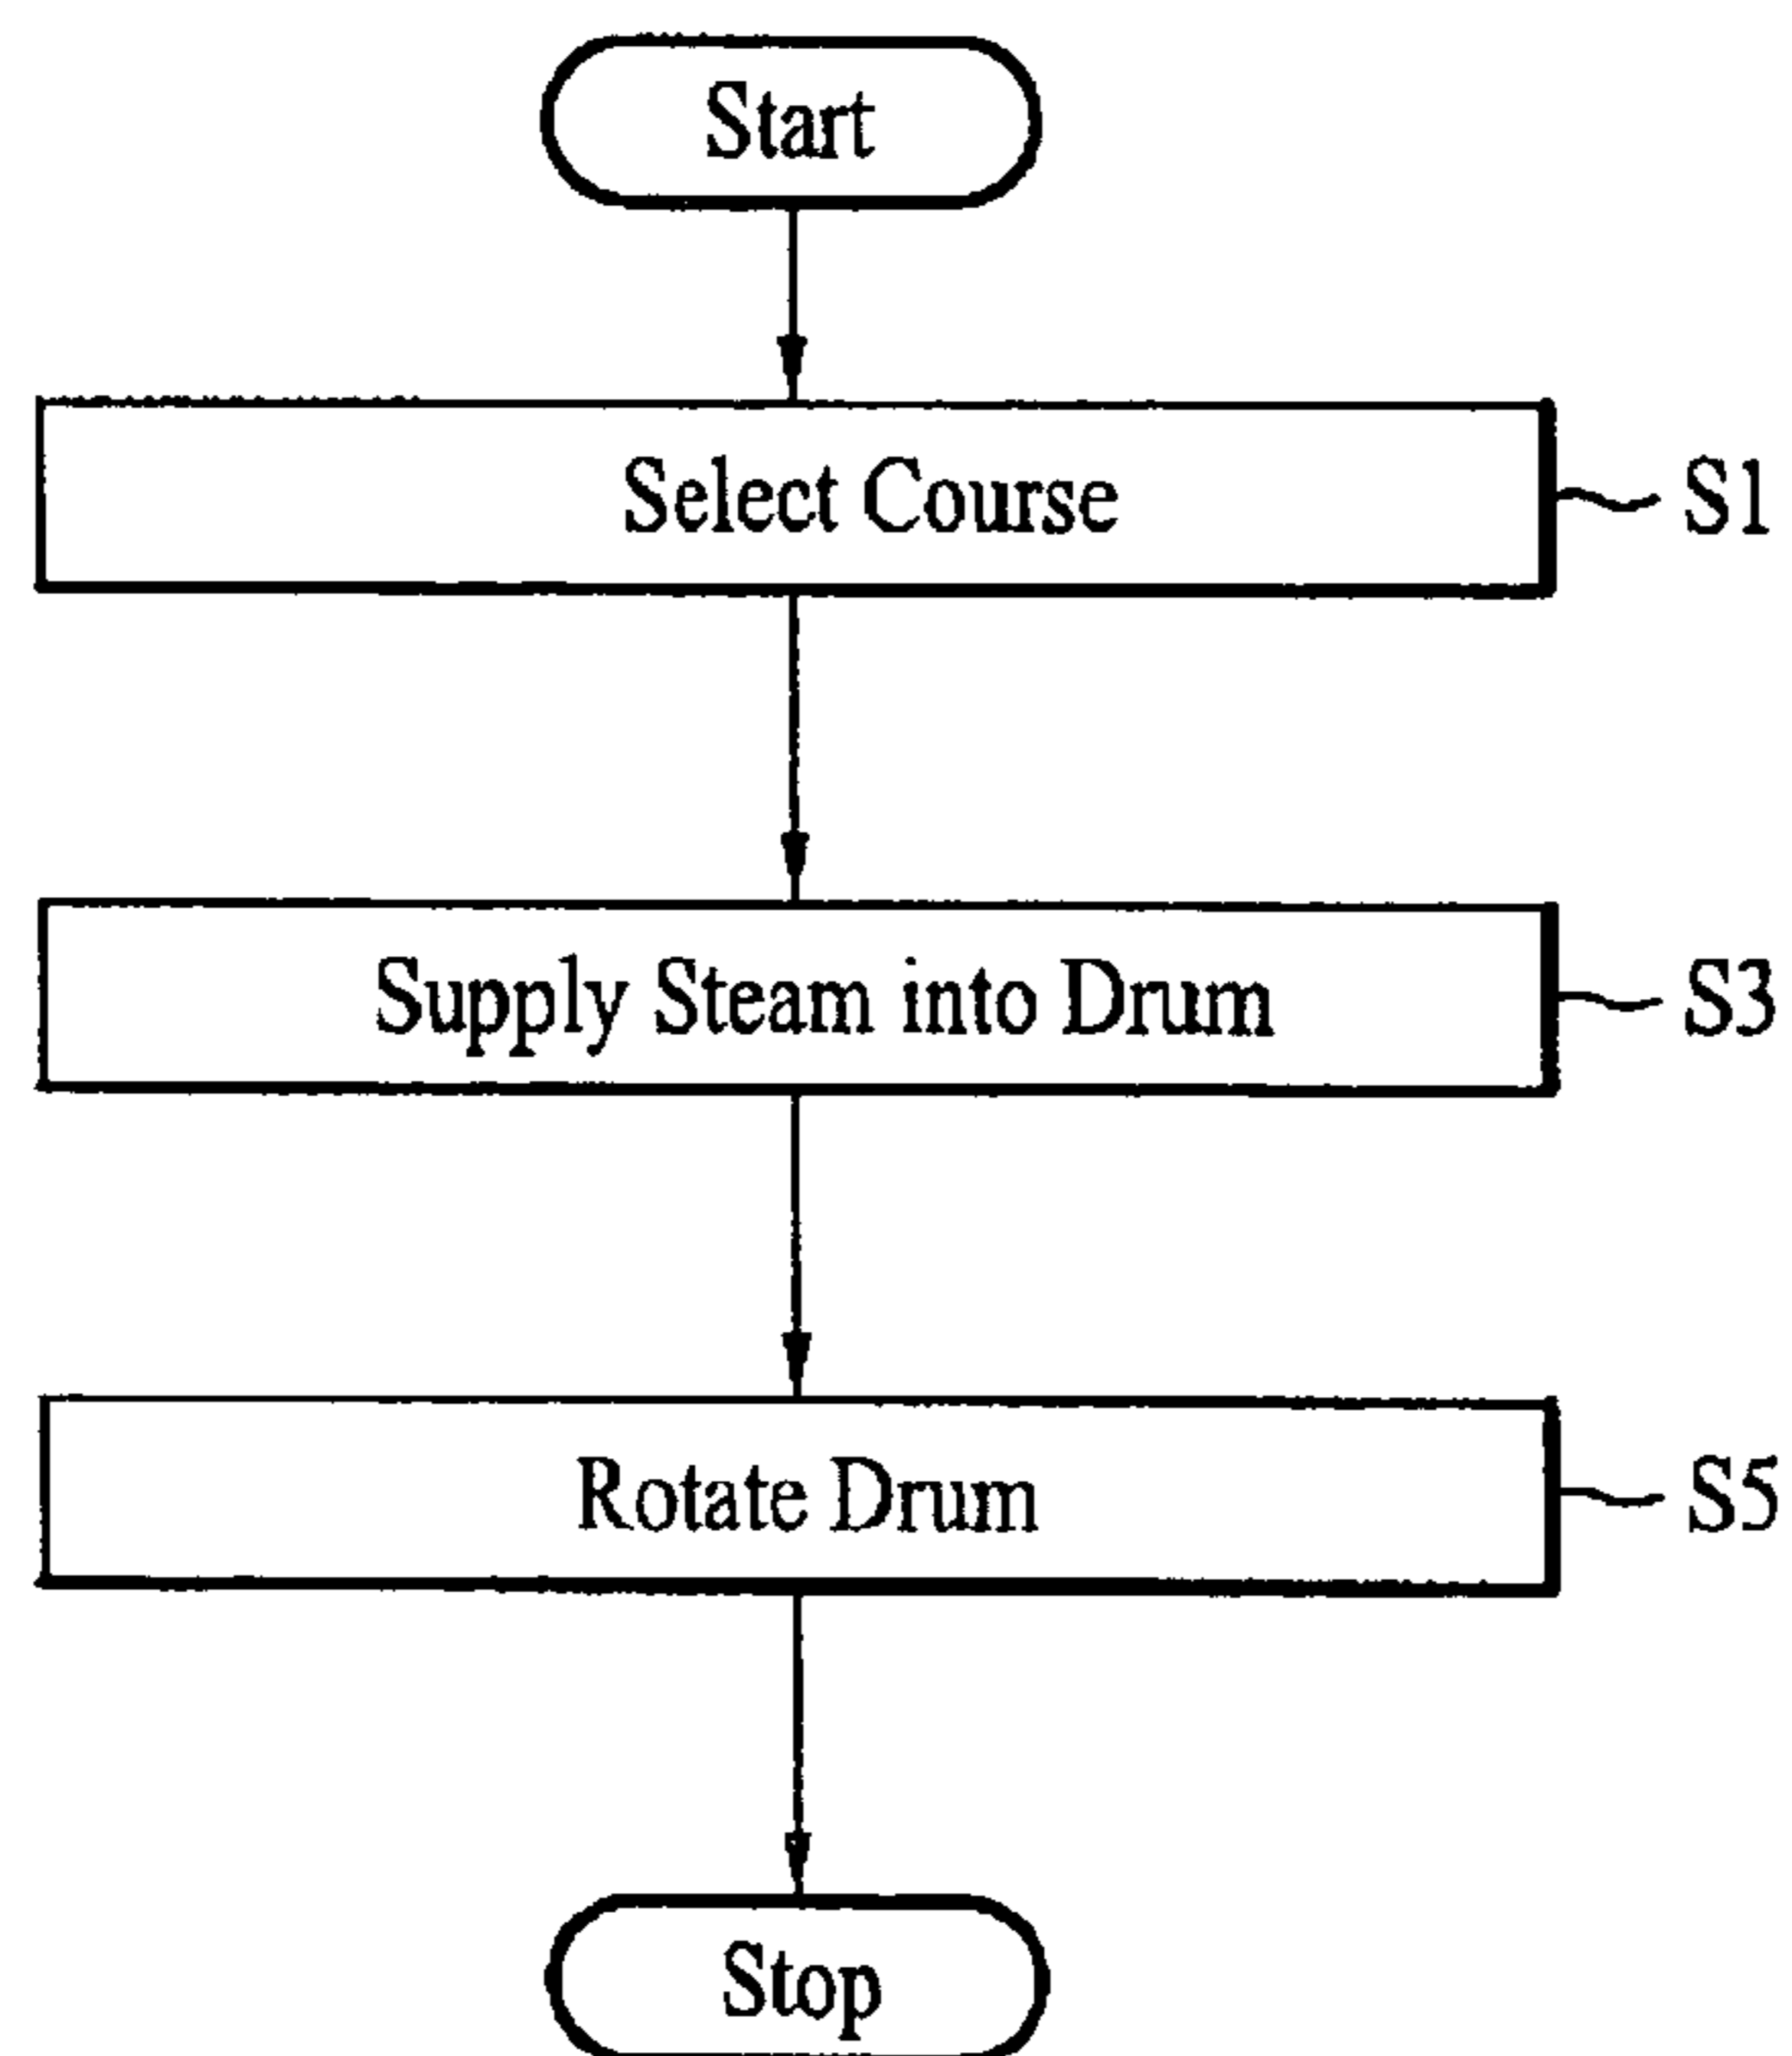 Start
Select Course
S1
Supply Steam into Drum
S3
Rotate Drum
S5
Stop